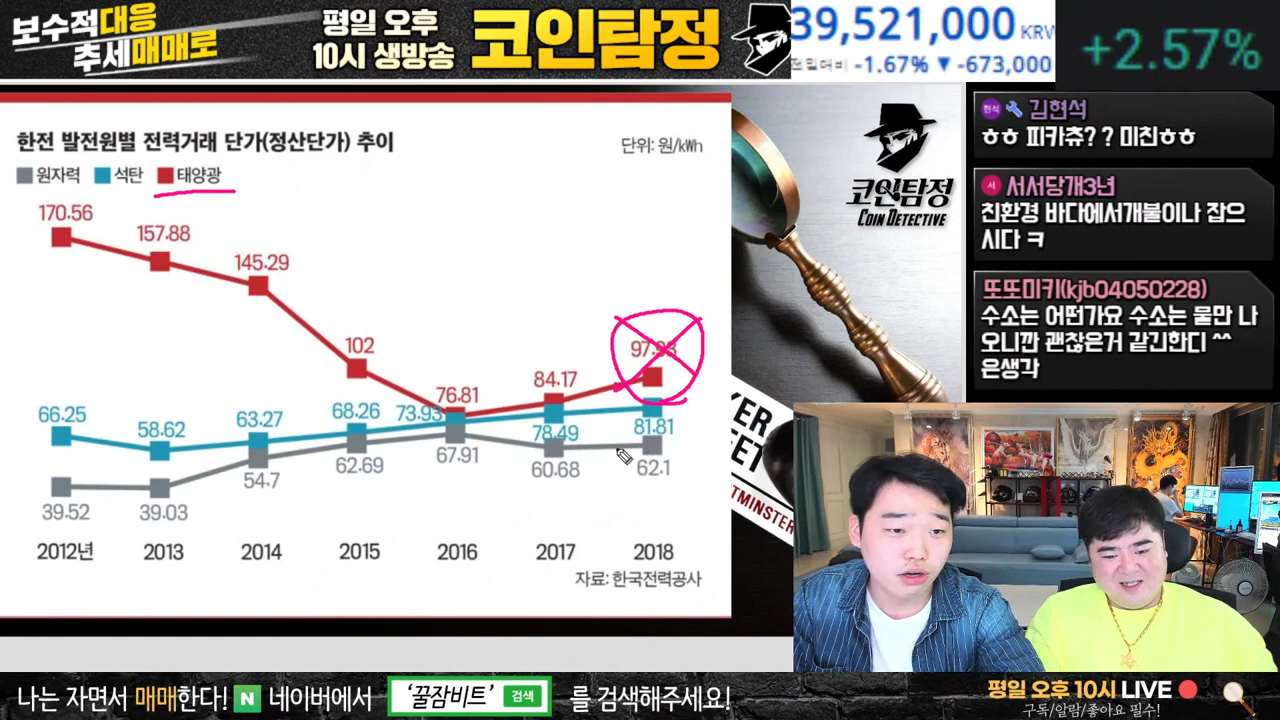 보수적대응
추세매매로
평일 오후
10시 생방송
코인탐정
39,521,000 KRW
전일대비 -1.67% ▼ -673,000
+2.57%
한전 발전원별 전력거래 단가(정산단가) 추이
단위: 원/kWh
원자력 석탄 태양광
170.56
157.88
145.29
102
76.81
84.17
66.25
58.62
63.27
68.26
73.93
78.49
81.81
39.52
39.03
54.7
62.69
67.91
60.68
62.1
2012년 2013 2014 2015 2016 2017 2018
자료: 한국전력공사
코인탐정
COIN DETECTIVE
현석 김현석
ㅎㅎ 피카츄?? 미친ㅎㅎ
서 서서당개3년
친환경 바다에서개불이나 잡으
시다 ㅋ
또또미키(kjb04050228)
수소는 어떤가요 수소는 물만 나
오니깐 괜찮은거 같긴한디 ^^
은생각
나는 자면서 매매한다! N 네이버에서 '꿀잠비트' 검색 를 검색해주세요!
평일 오후 10시 LIVE
구독/알람/좋아요 필수!